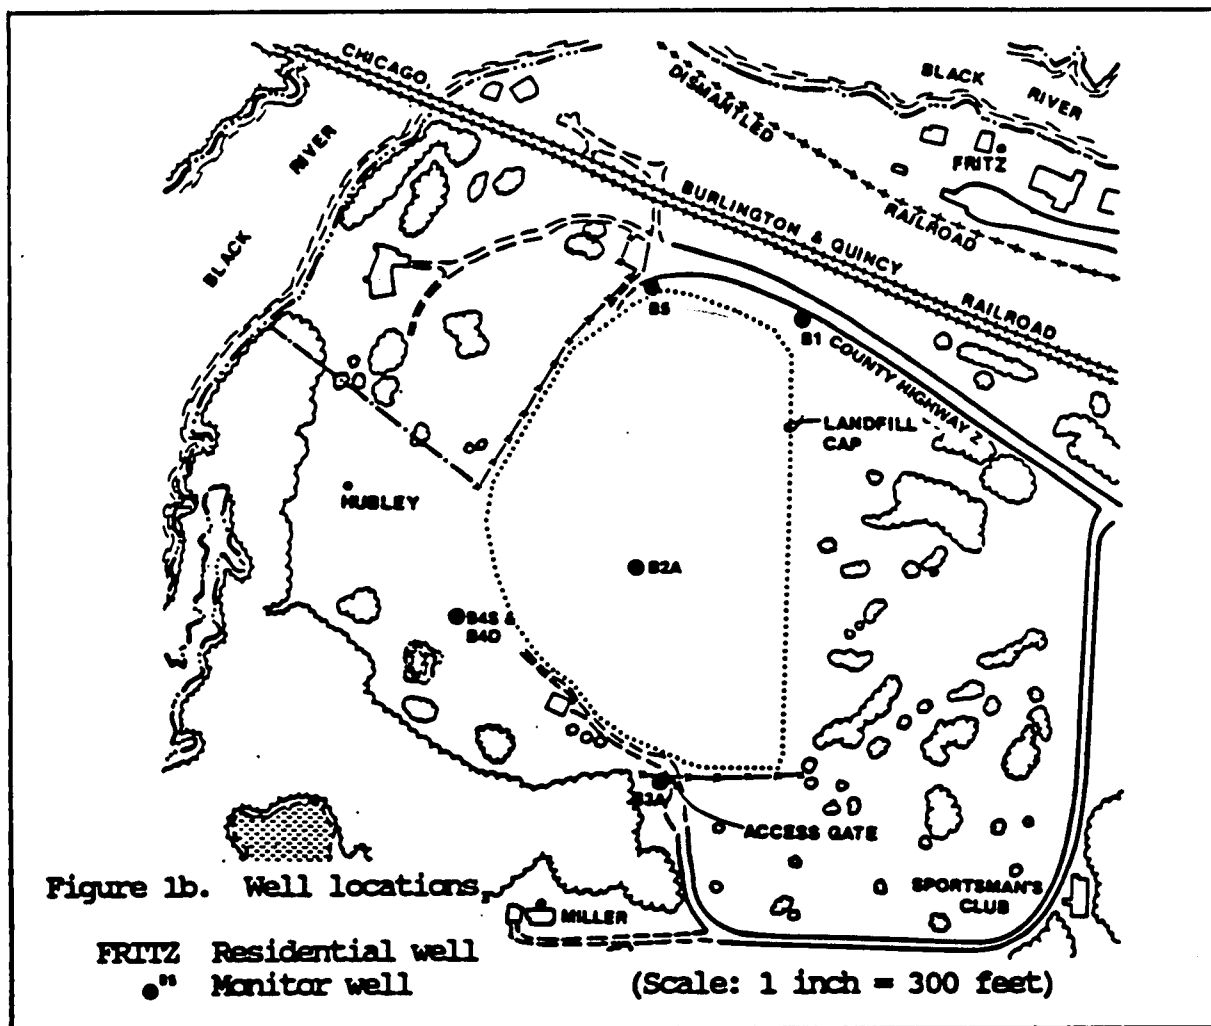 CHICAGO,
BLACK
RIVER
DISMANTLED
RIVER
FRITZ
BURLINGTON & QUINCY
RAILROAD
BLACK
RAILROAD
B5
B1
COUNTY HIGHWAY Z
LANDFILL
CAP
HUBLEY
B2A
B4S &
B4D
B3A
ACCESS GATE
Figure 1b. Well locations,
SPORTSMAN'S
CLUB
MILLER
FRITZ Residential well
B5 Monitor well
(Scale: 1 inch = 300 feet)